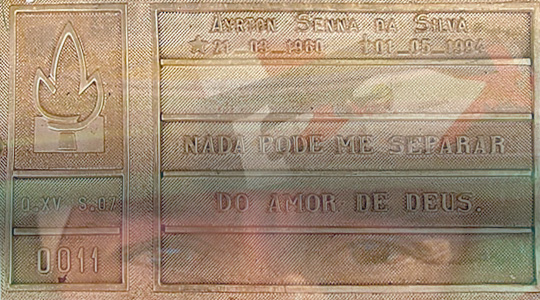 AYRTON SENNA DA SILVA
☆21_03_1960 ✝01_05_1994
NADA PODE ME SEPARAR
DO AMOR DE DEUS.
Q.XV S.07
0011